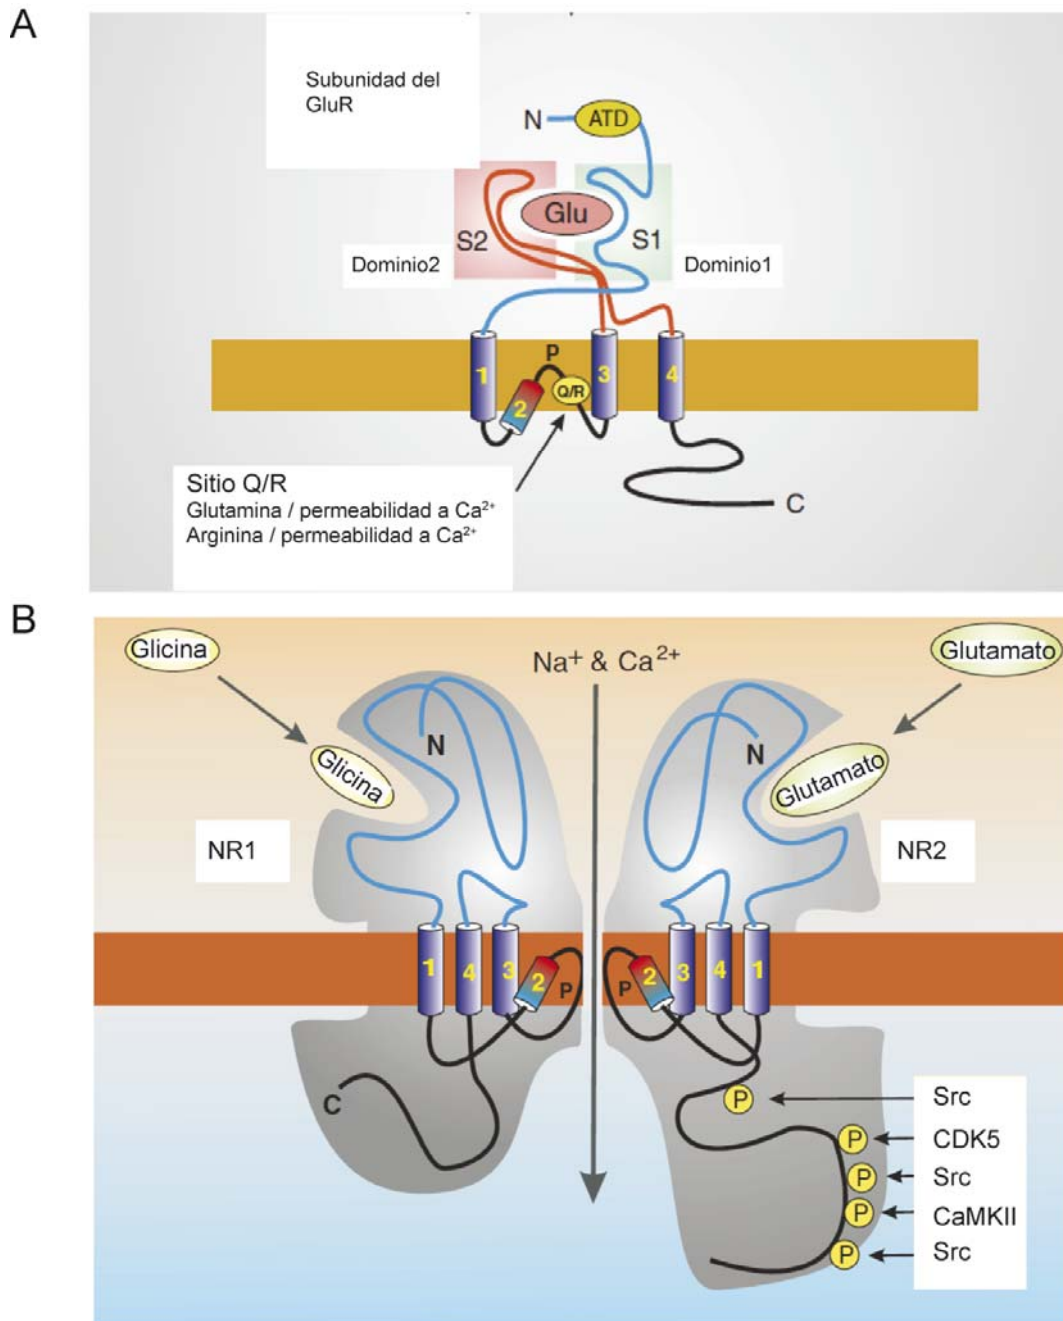 A
Subunidad del
GluR
N
ATD
Glu
S2
S1
Dominio2
Dominio1
1
2
P
Q/R
3
4
Sitio Q/R
Glutamina / permeabilidad a Ca²⁺
Arginina / permeabilidad a Ca²⁺
C
B
Glicina
Na⁺ & Ca²⁺
Glutamato
N
N
Glicina
Glutamato
NR1
NR2
1
4
3
2
P
P
2
3
4
1
C
P
Src
P
CDK5
P
Src
P
CaMKII
P
Src